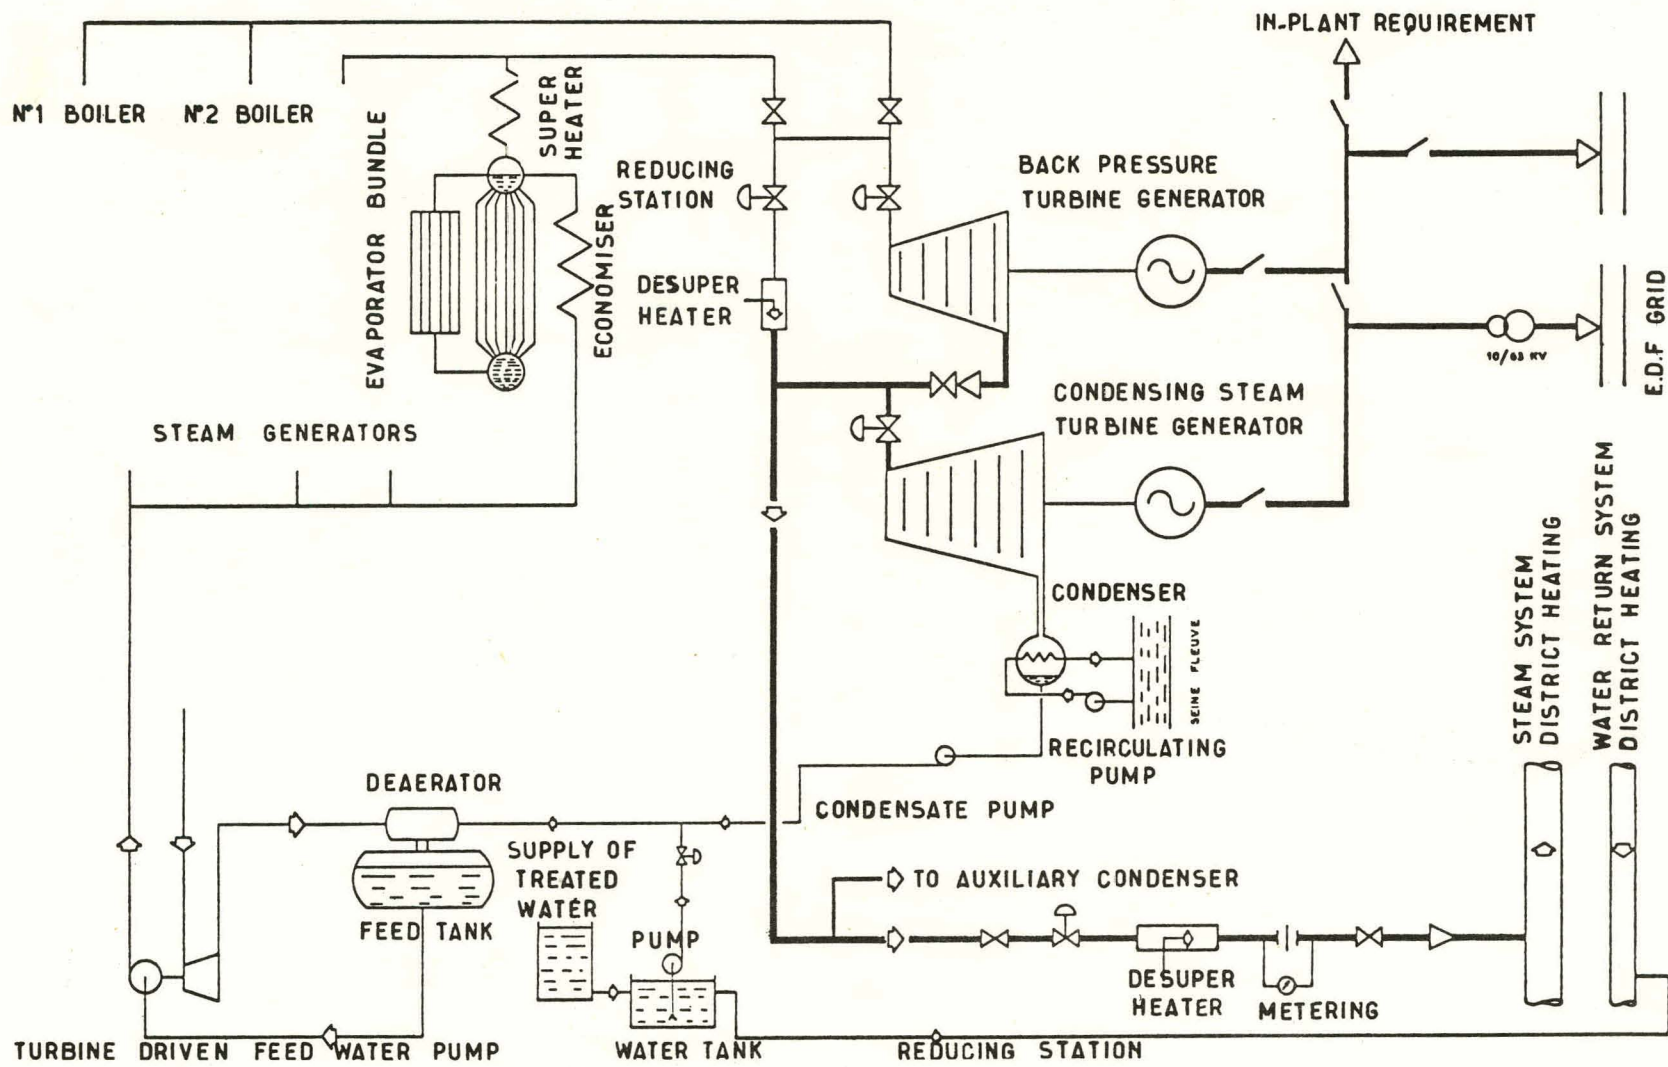 IN-PLANT REQUIREMENT
N°1 BOILER
N°2 BOILER
EVAPORATOR BUNDLE
SUPER
HEATER
ECONOMISER
REDUCING
STATION
DESUPER
HEATER
BACK PRESSURE
TURBINE GENERATOR
10/63 KV
E.D.F GRID
CONDENSING STEAM
TURBINE GENERATOR
STEAM GENERATORS
CONDENSER
SEINE FLEUVE
RECIRCULATING
PUMP
STEAM SYSTEM
DISTRICT HEATING
WATER RETURN SYSTEM
DISTRICT HEATING
DEAERATOR
CONDENSATE PUMP
SUPPLY OF
TREATED
WATER
FEED TANK
PUMP
TO AUXILIARY CONDENSER
DESUPER
HEATER
METERING
TURBINE DRIVEN FEED WATER PUMP
WATER TANK
REDUCING STATION